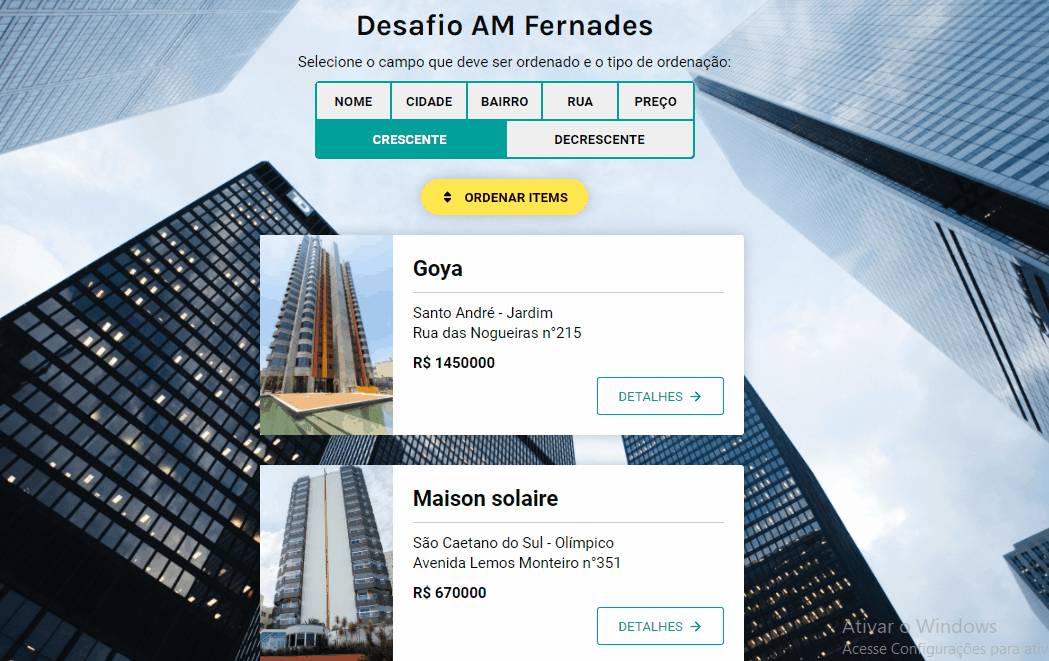 Desafio AM Fernades
Selecione o campo que deve ser ordenado e o tipo de ordenação:
NOME CIDADE BAIRRO RUA PREÇO
CRESCENTE DECRESCENTE
ORDENAR ITEMS
Goya
Santo André - Jardim
Rua das Nogueiras n°215
R$ 1450000
DETALHES →
Maison solaire
São Caetano do Sul - Olímpico
Avenida Lemos Monteiro n°351
R$ 670000
DETALHES →
Ativar o Windows
Acesse Configurações para ativ